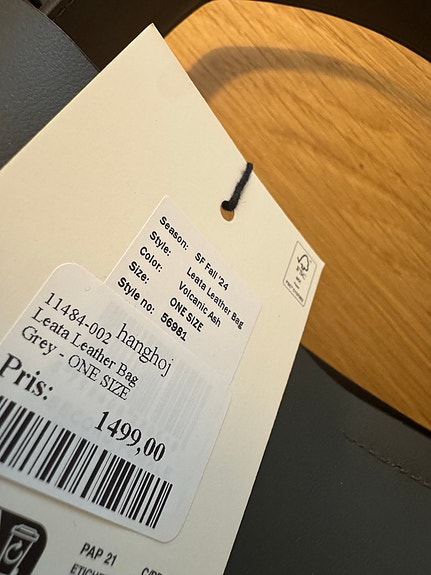 Season: SF Fall '24
Style: Leata Leather Bag
Color: Volcanic Ash
Size: ONE SIZE
Style no: 56981
hanghoj
11484-002
Leata Leather Bag
Grey - ONE SIZE
Pris:
1499,00
PAP 21